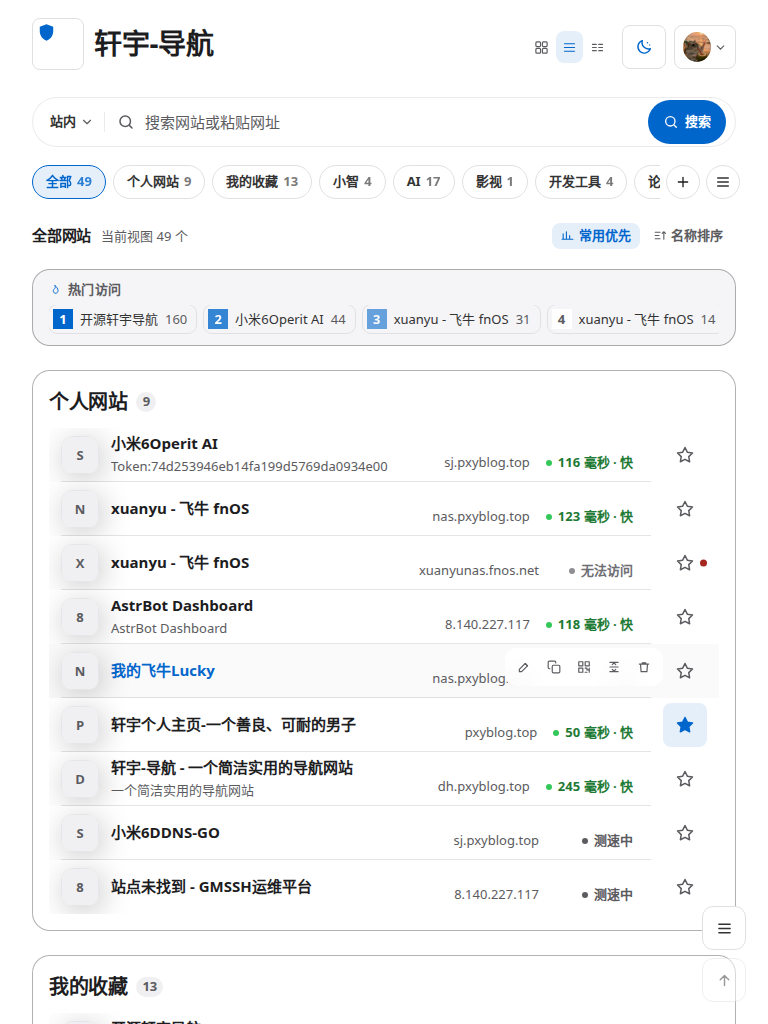 轩宇-导航
站内 搜索网站或粘贴网址 搜索
全部 49 个人网站 9 我的收藏 13 小智 4 AI 17 影视 1 开发工具 4 论
全部网站 当前视图 49 个 常用优先 名称排序
热门访问
1 开源轩宇导航 160 2 小米6Operit AI 44 3 xuanyu - 飞牛 fnOS 31 4 xuanyu - 飞牛 fnOS 14
个人网站 9
S 小米6Operit AI
Token:74d253946eb14fa199d5769da0934e00 sj.pxyblog.top 116 毫秒 · 快
N xuanyu - 飞牛 fnOS nas.pxyblog.top 123 毫秒 · 快
X xuanyu - 飞牛 fnOS xuanyunas.fnos.net 无法访问
8 AstrBot Dashboard
AstrBot Dashboard 8.140.227.117 118 毫秒 · 快
N 我的飞牛Lucky nas.pxyblog.
P 轩宇个人主页-一个善良、可耐的男子 pxyblog.top 50 毫秒 · 快
D 轩宇-导航 - 一个简洁实用的导航网站
一个简洁实用的导航网站 dh.pxyblog.top 245 毫秒 · 快
S 小米6DDNS-GO sj.pxyblog.top 测速中
8 站点未找到 - GMSSH运维平台 8.140.227.117 测速中
我的收藏 13